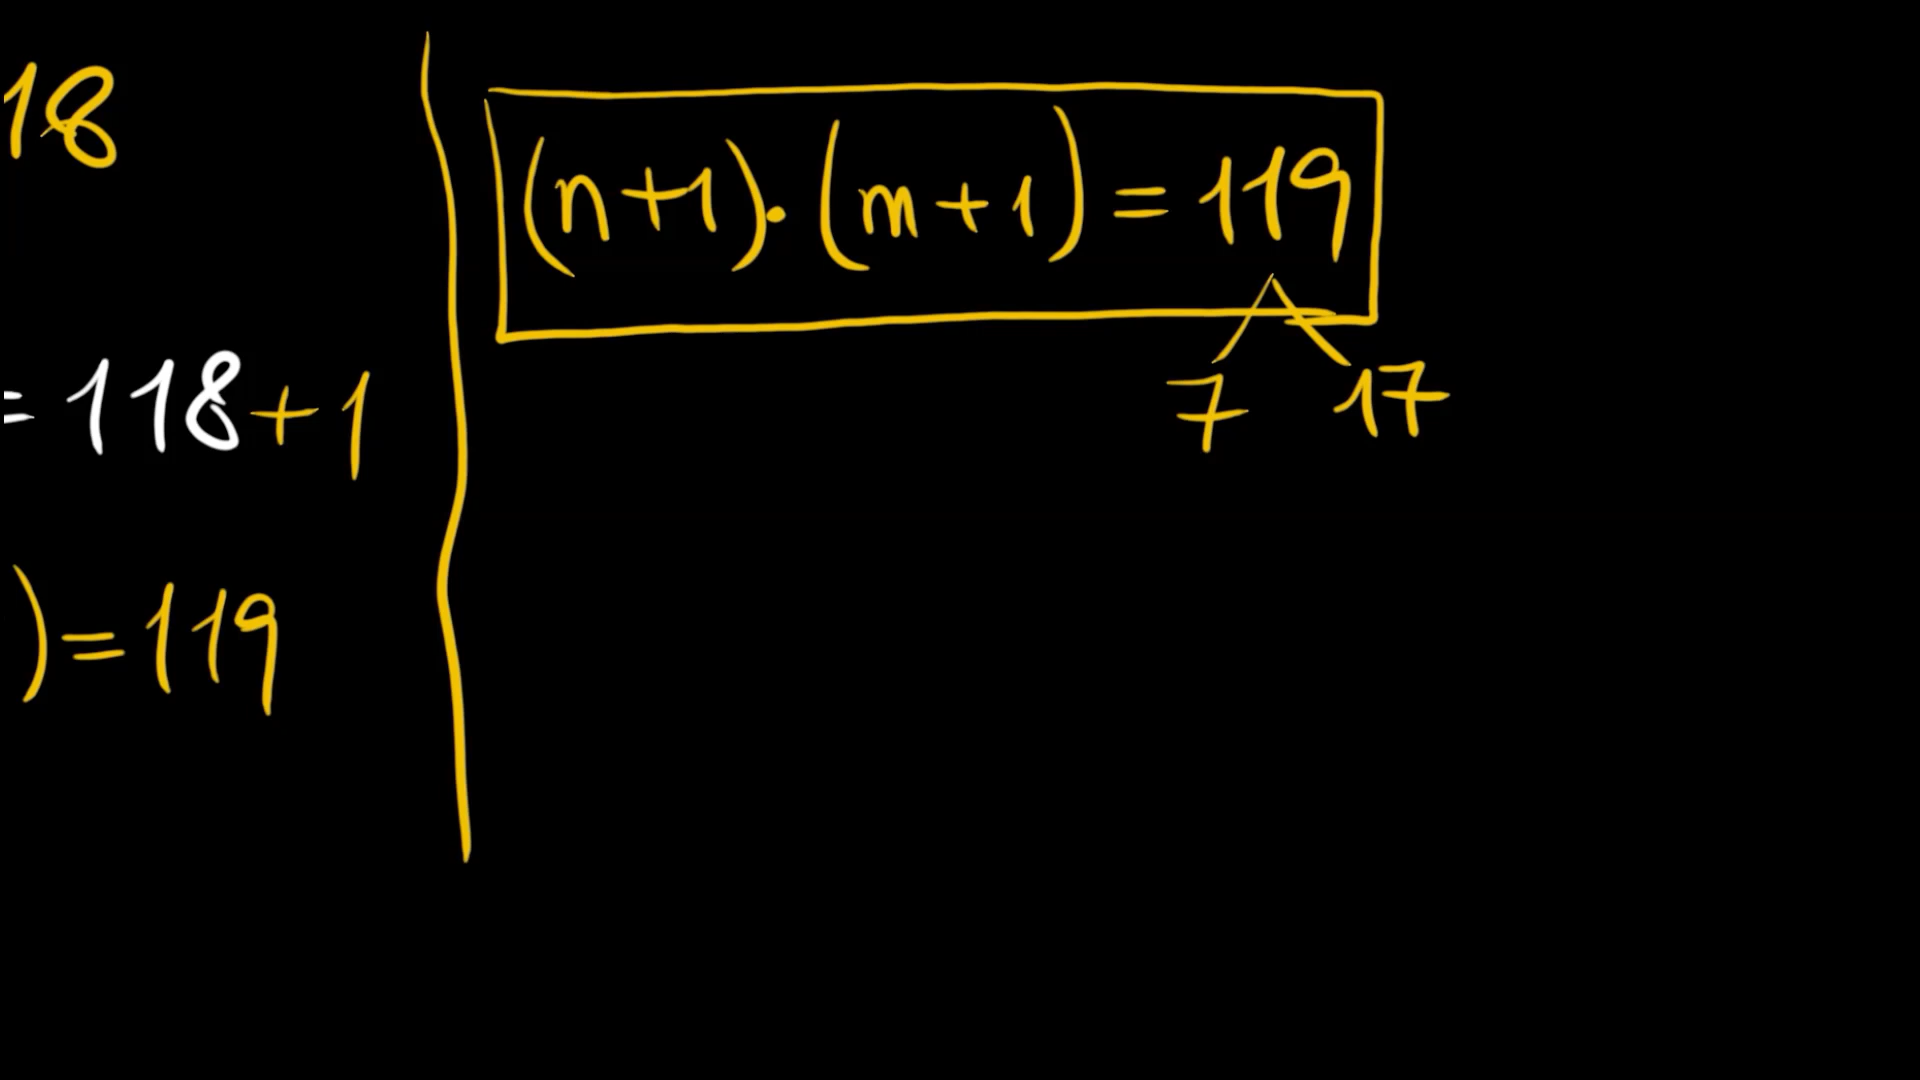 18
= 118 + 1
) = 119
(n+1)·(m+1) = 119
7 17